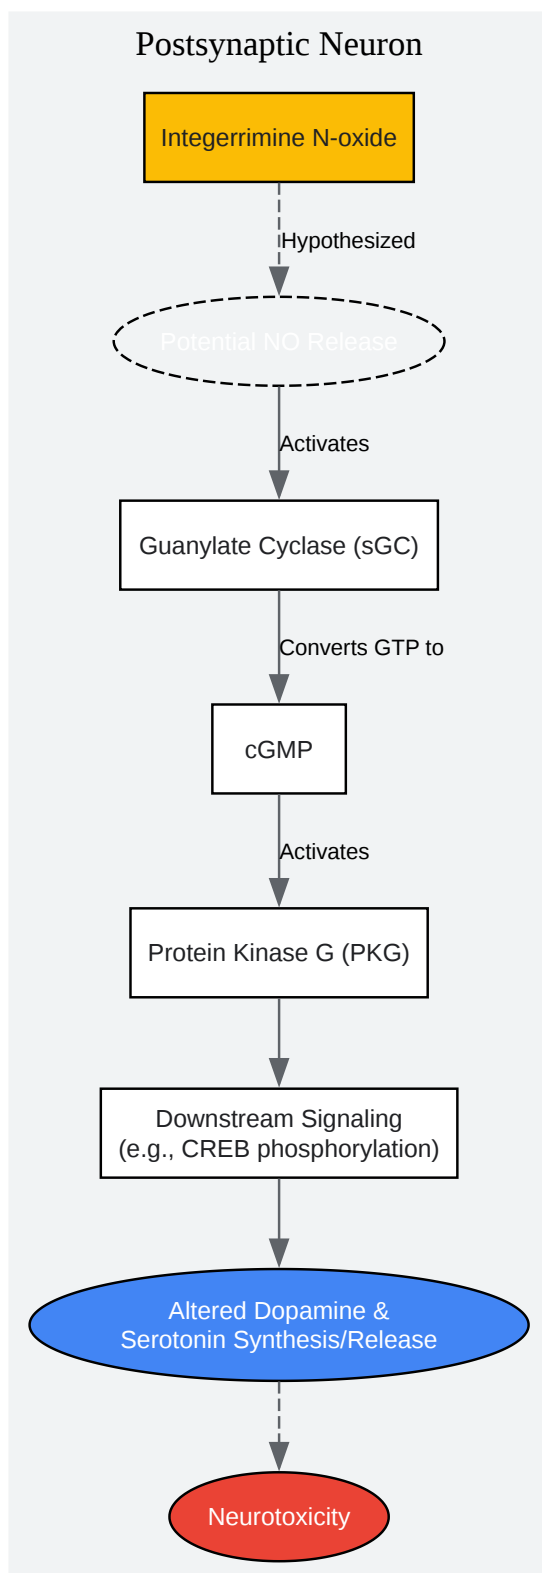 Postsynaptic Neuron
Integerrimine N-oxide
Hypothesized
Potential NO Release
Activates
Guanylate Cyclase (sGC)
Converts GTP to
cGMP
Activates
Protein Kinase G (PKG)
Downstream Signaling
(e.g., CREB phosphorylation)
Altered Dopamine &
Serotonin Synthesis/Release
Neurotoxicity